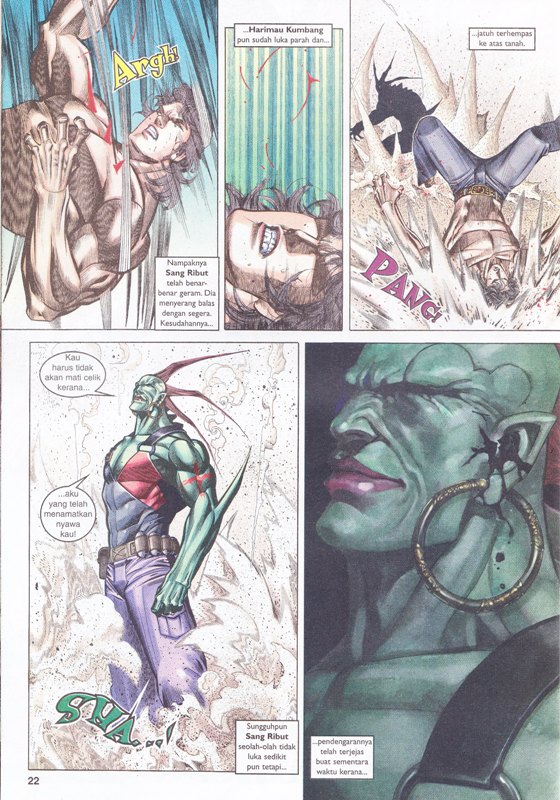 Argh!
Nampaknya
Sang Ribut
telah benar-
benar geram. Dia
menyerang balas
dengan segera.
Kesudahannya...
...Harimau Kumbang
pun sudah luka parah dan...
...jatuh terhempas
ke atas tanah.
PANG!
Kau
harus tidak
akan mati celik
kerana...
...aku
yang telah
menamatkan
nyawa
kau!
SYA...!
Sungguhpun
Sang Ribut
seolah-olah tidak
luka sedikit
pun tetapi...
...pendengarannya
telah terjejas
buat sementara
waktu kerana...
22